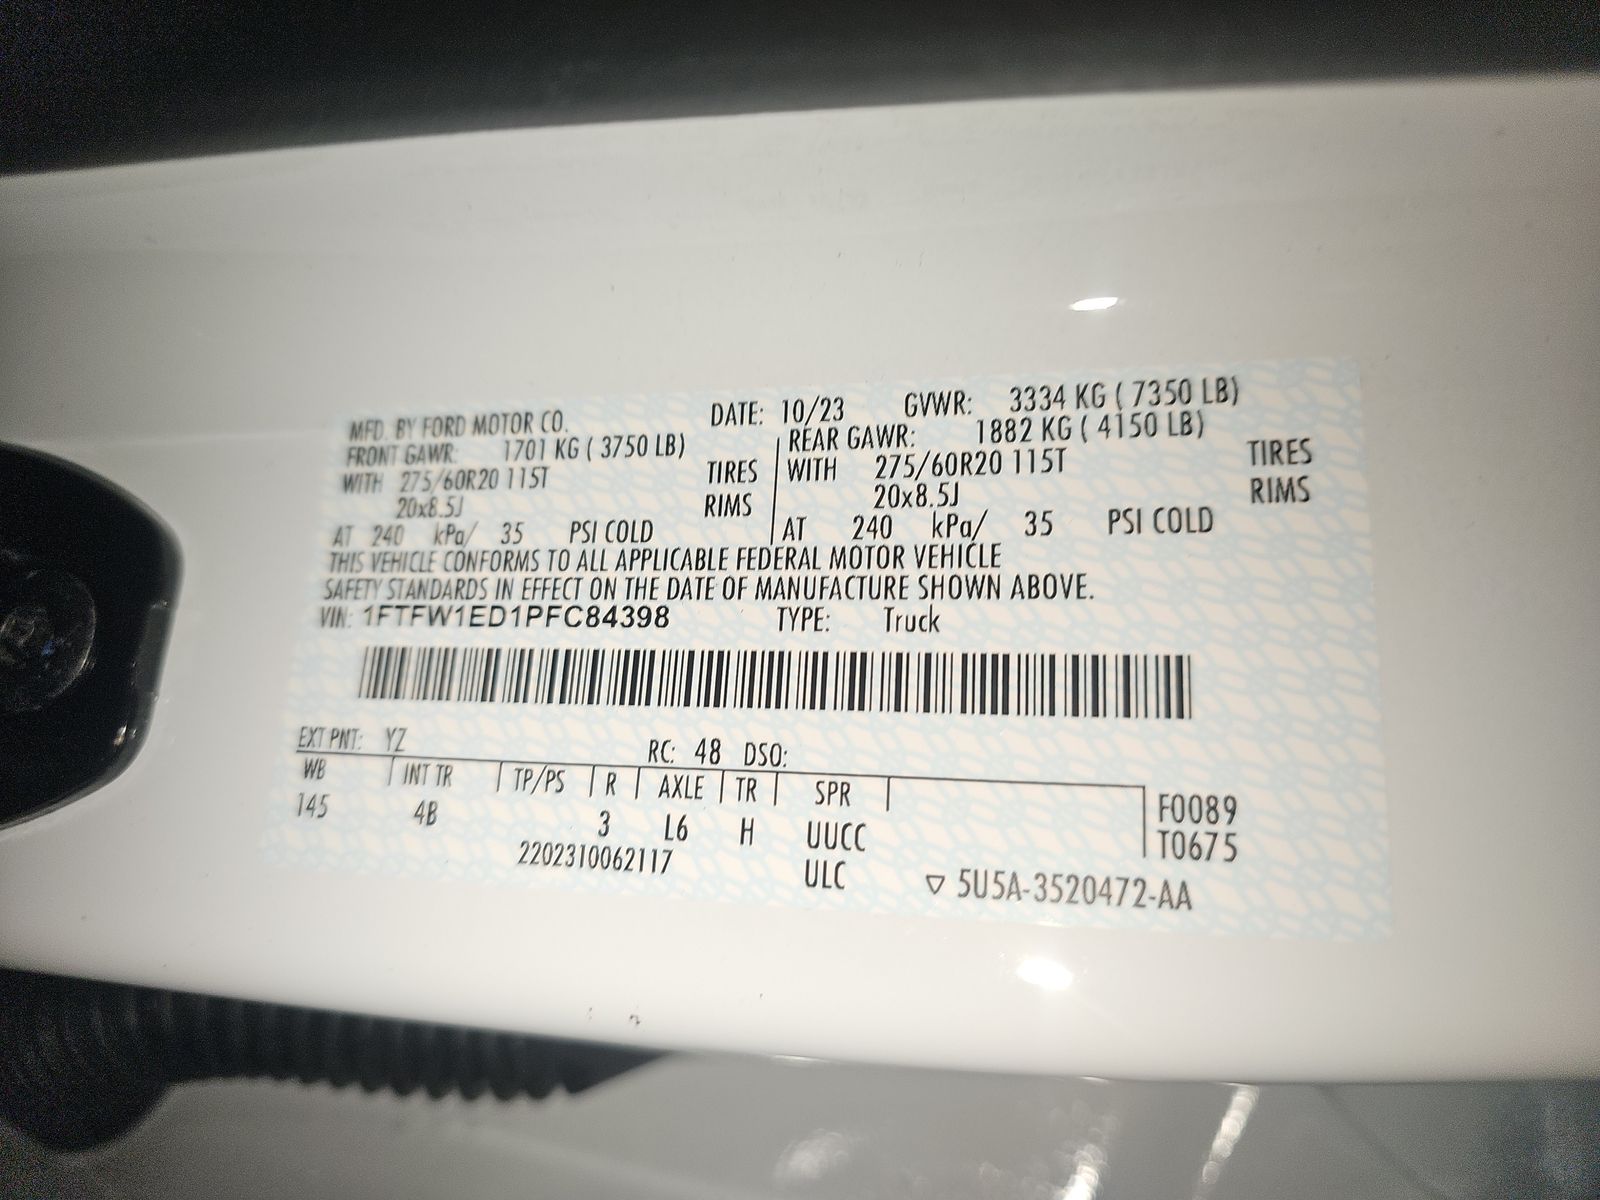 MFD. BY FORD MOTOR CO. DATE: 10/23 GVWR: 3334 KG ( 7350 LB)
FRONT GAWR: 1701 KG ( 3750 LB) REAR GAWR: 1882 KG ( 4150 LB)
WITH 275/60R20 115T TIRES WITH 275/60R20 115T TIRES
20x8.5J RIMS 20x8.5J RIMS
AT 240 kPa/ 35 PSI COLD AT 240 kPa/ 35 PSI COLD
THIS VEHICLE CONFORMS TO ALL APPLICABLE FEDERAL MOTOR VEHICLE
SAFETY STANDARDS IN EFFECT ON THE DATE OF MANUFACTURE SHOWN ABOVE.
VIN: 1FTFW1ED1PFC84398 TYPE: Truck
EXT PNT: YZ RC: 48 DSO:
WB INT TR TP/PS R AXLE TR SPR F0089
145 4B 3 L6 H UUCC T0675
2202310062117 ULC ▽ 5U5A-3520472-AA